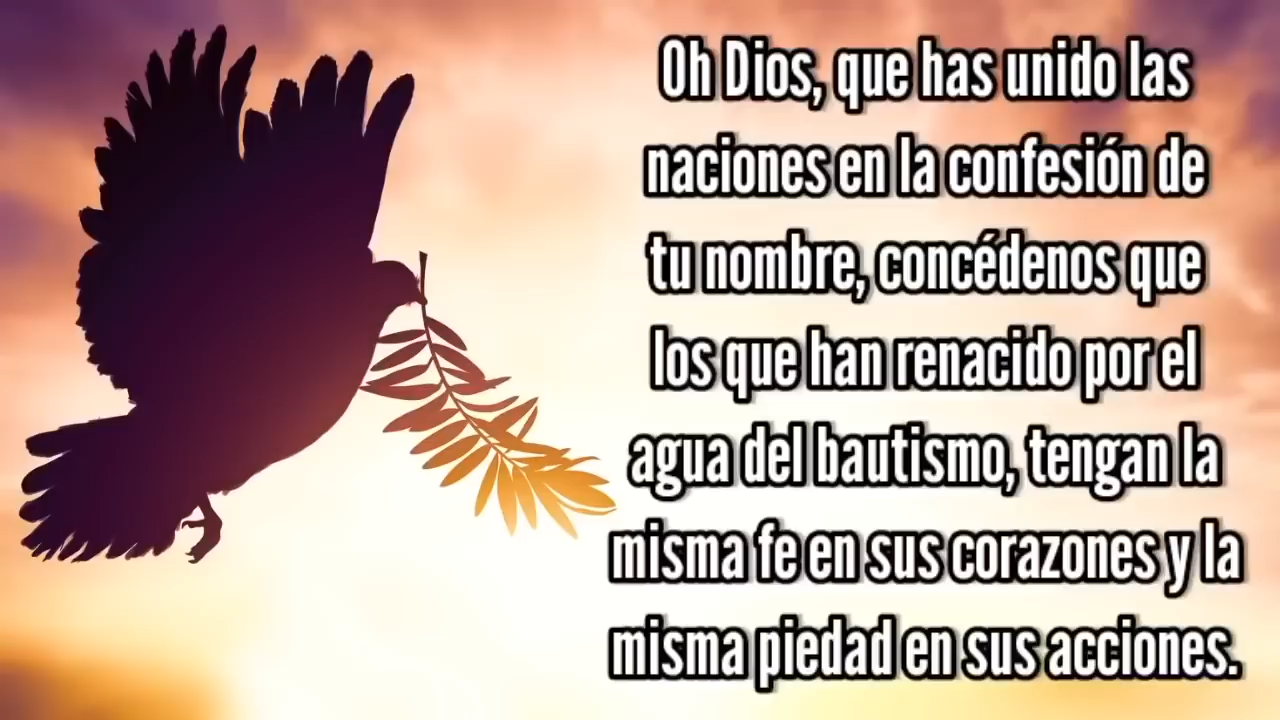 Oh Dios, que has unido las
naciones en la confesión de
tu nombre, concédenos que
los que han renacido por el
agua del bautismo, tengan la
misma fe en sus corazones y la
misma piedad en sus acciones.